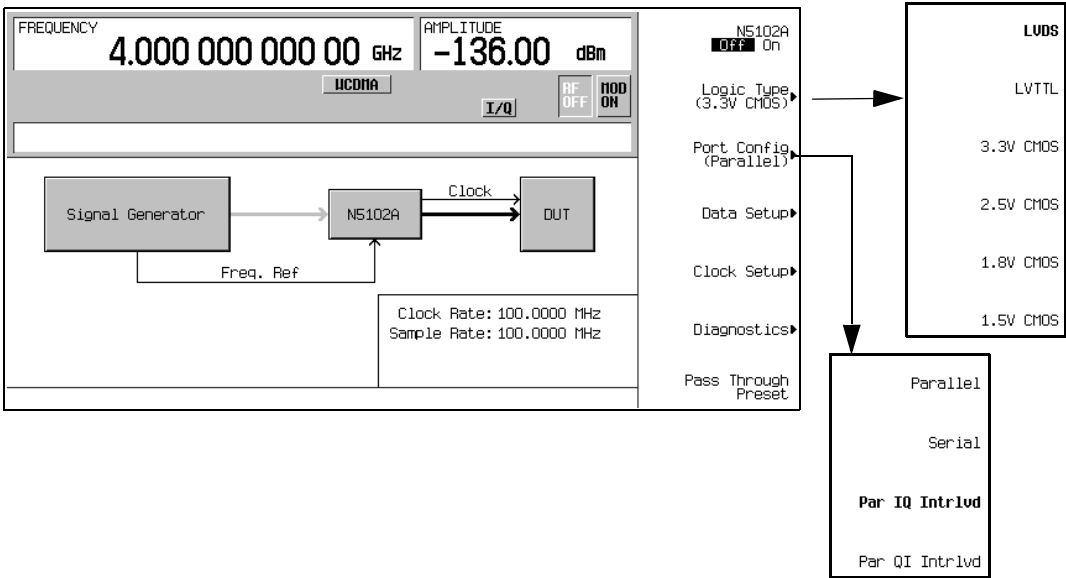 FREQUENCY
4.000 000 000 00 GHz
AMPLITUDE
-136.00 dBm
WCDMA
I/Q
RF
OFF
MOD
ON
Signal Generator
N5102A
Clock
DUT
Freq. Ref
Clock Rate: 100.0000 MHz
Sample Rate: 100.0000 MHz
N5102A
Off On
Logic Type
(3.3V CMOS)
Port Config
(Parallel)
Data Setup
Clock Setup
Diagnostics
Pass Through
Preset
LVDS
LVTTL
3.3V CMOS
2.5V CMOS
1.8V CMOS
1.5V CMOS
Parallel
Serial
Par IQ Intrlvd
Par QI Intrlvd